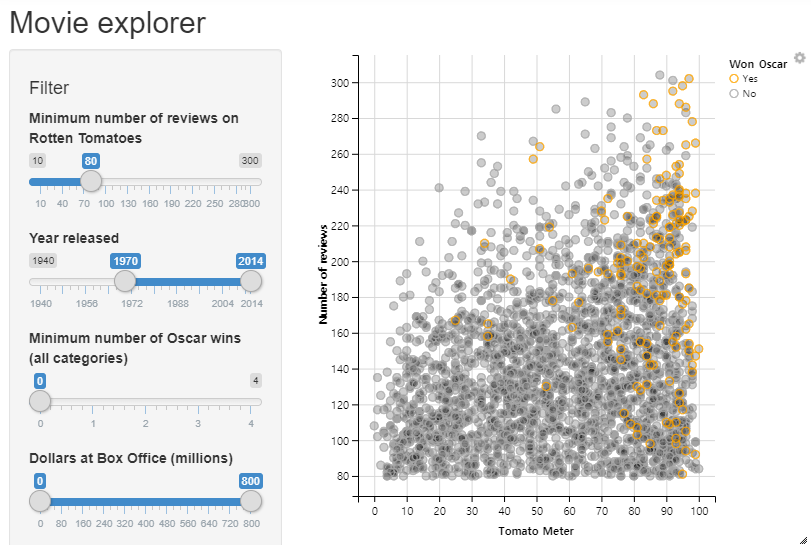 Movie explorer
Filter
Minimum number of reviews on
Rotten Tomatoes
10 80 300
10 40 70 100 130 160 190 220 250 280 300
Year released
1940 1970 2014
1940 1956 1972 1988 2004 2014
Minimum number of Oscar wins
(all categories)
0 4
0 1 2 3 4
Dollars at Box Office (millions)
0 800
0 80 160 240 320 400 480 560 640 720 800
Number of reviews
300
280
260
240
220
200
180
160
140
120
100
80
0 10 20 30 40 50 60 70 80 90 100
Tomato Meter
Won Oscar
Yes
No